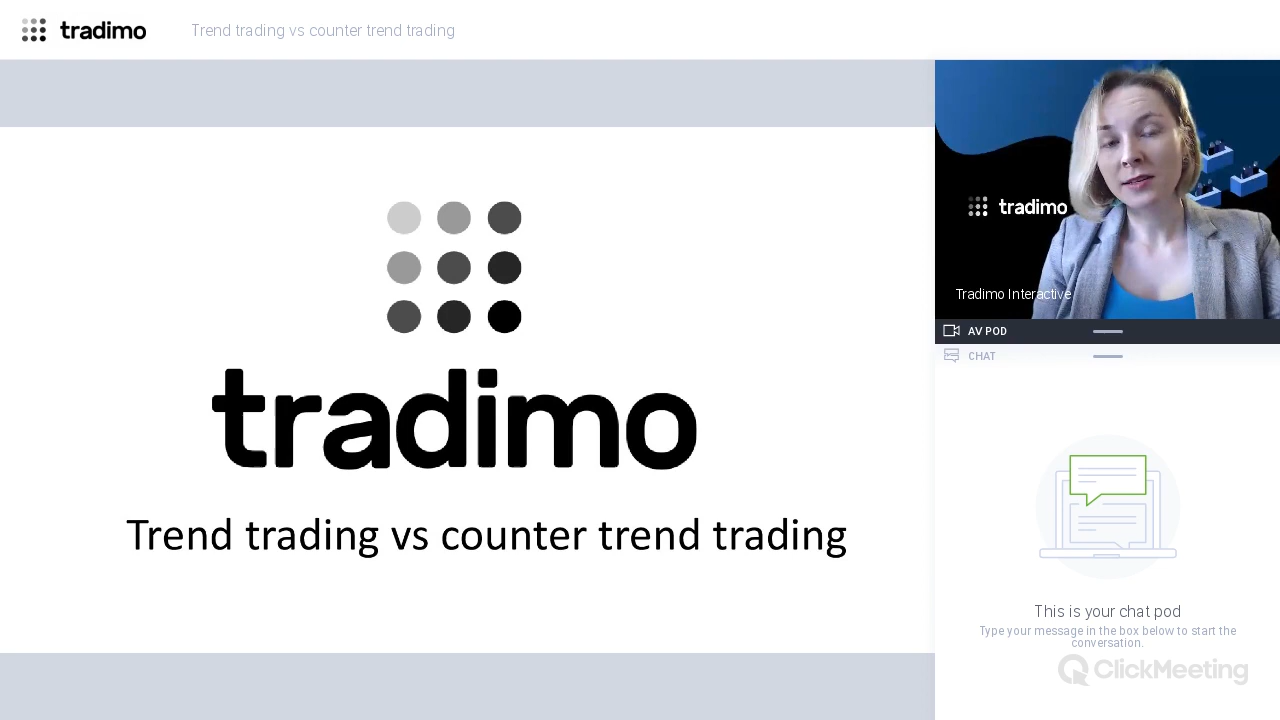 tradimo
Trend trading vs counter trend trading
tradimo
Trend trading vs counter trend trading
tradimo
Tradimo Interactive
AV POD
CHAT
This is your chat pod
Type your message in the box below to start the
conversation.
ClickMeeting